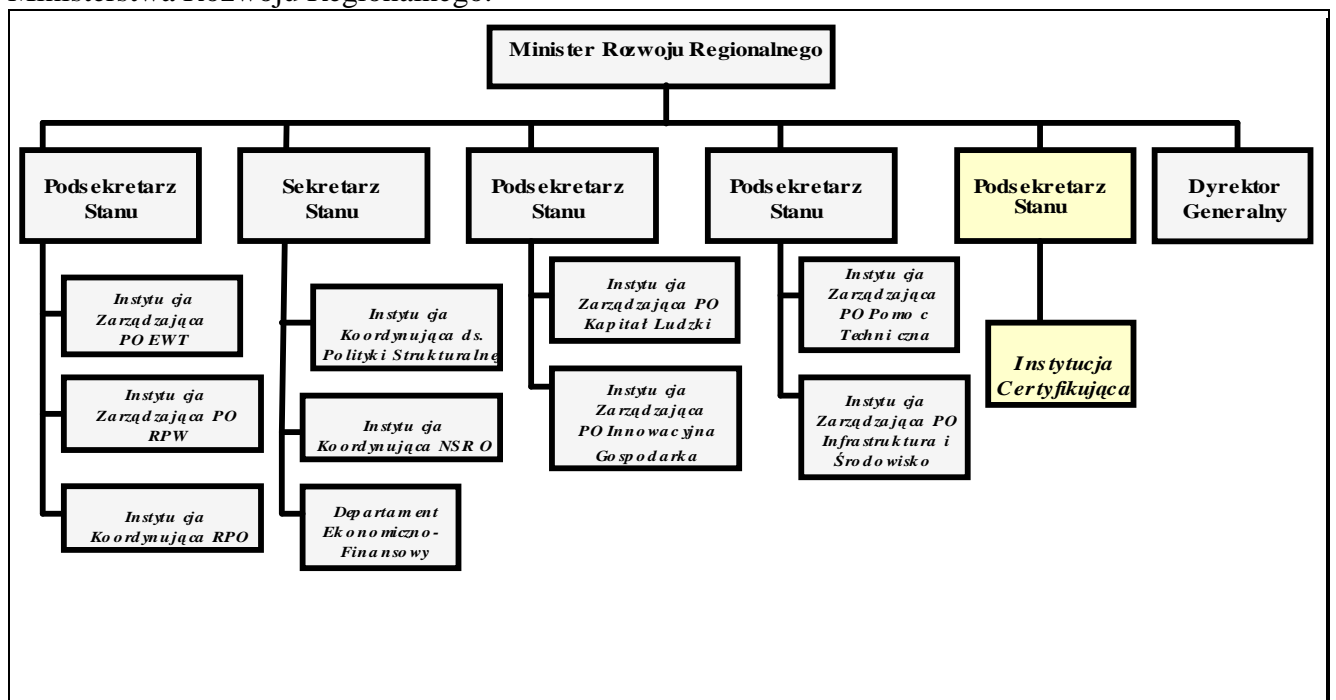 Ministerstwa Rozwoju Regionalnego.
Minister Rozwoju Regionalnego
Podsekretarz
Stanu
Sekretarz
Stanu
Podsekretarz
Stanu
Podsekretarz
Stanu
Podsekretarz
Stanu
Dyrektor
Generalny
Instytucja
Zarządzająca
PO EWT
Instytucja
Zarządzająca PO
RPW
Instytucja
Koordynująca RPO
Instytucja
Koordynująca ds.
Polityki Strukturalnej
Instytucja
Koordynująca NSRO
Departament
Ekonomiczno-
Finansowy
Instytucja
Zarządzająca PO
Kapitał Ludzki
Instytucja
Zarządzająca
PO Innowacyjna
Gospodarka
Instytucja
Zarządzająca
PO Pomoc
Techniczna
Instytucja
Zarządzająca PO
Infrastruktura i
Środowisko
Instytucja
Certyfikująca